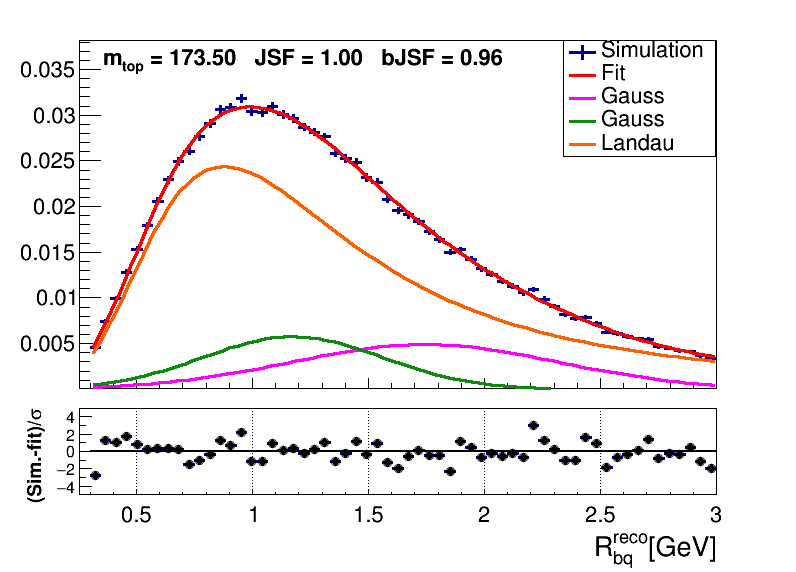 m_top = 173.50 JSF = 1.00 bJSF = 0.96
Simulation
Fit
Gauss
Gauss
Landau
0.035
0.03
0.025
0.02
0.015
0.01
0.005
(Sim.-fit)/σ
4
2
0
−2
−4
0.5 1 1.5 2 2.5 3
R_bq^reco[GeV]